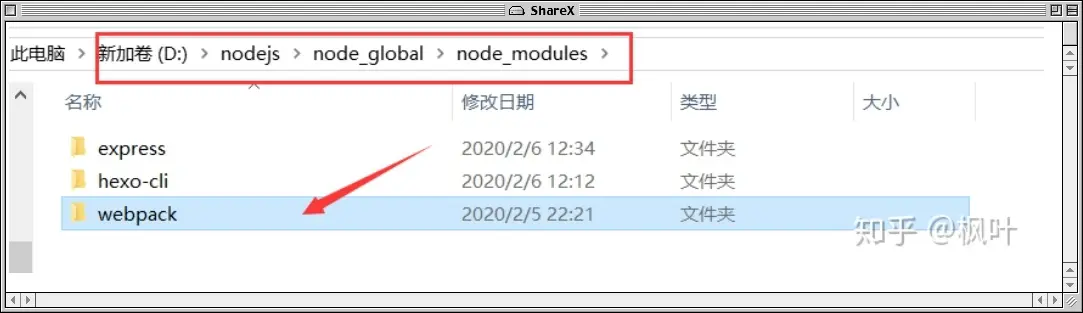 ShareX
此电脑 > 新加卷 (D:) > nodejs > node_global > node_modules >
名称 修改日期 类型 大小
express 2020/2/6 12:34 文件夹
hexo-cli 2020/2/6 12:12 文件夹
webpack 2020/2/5 22:21 文件夹
知乎 @枫叶